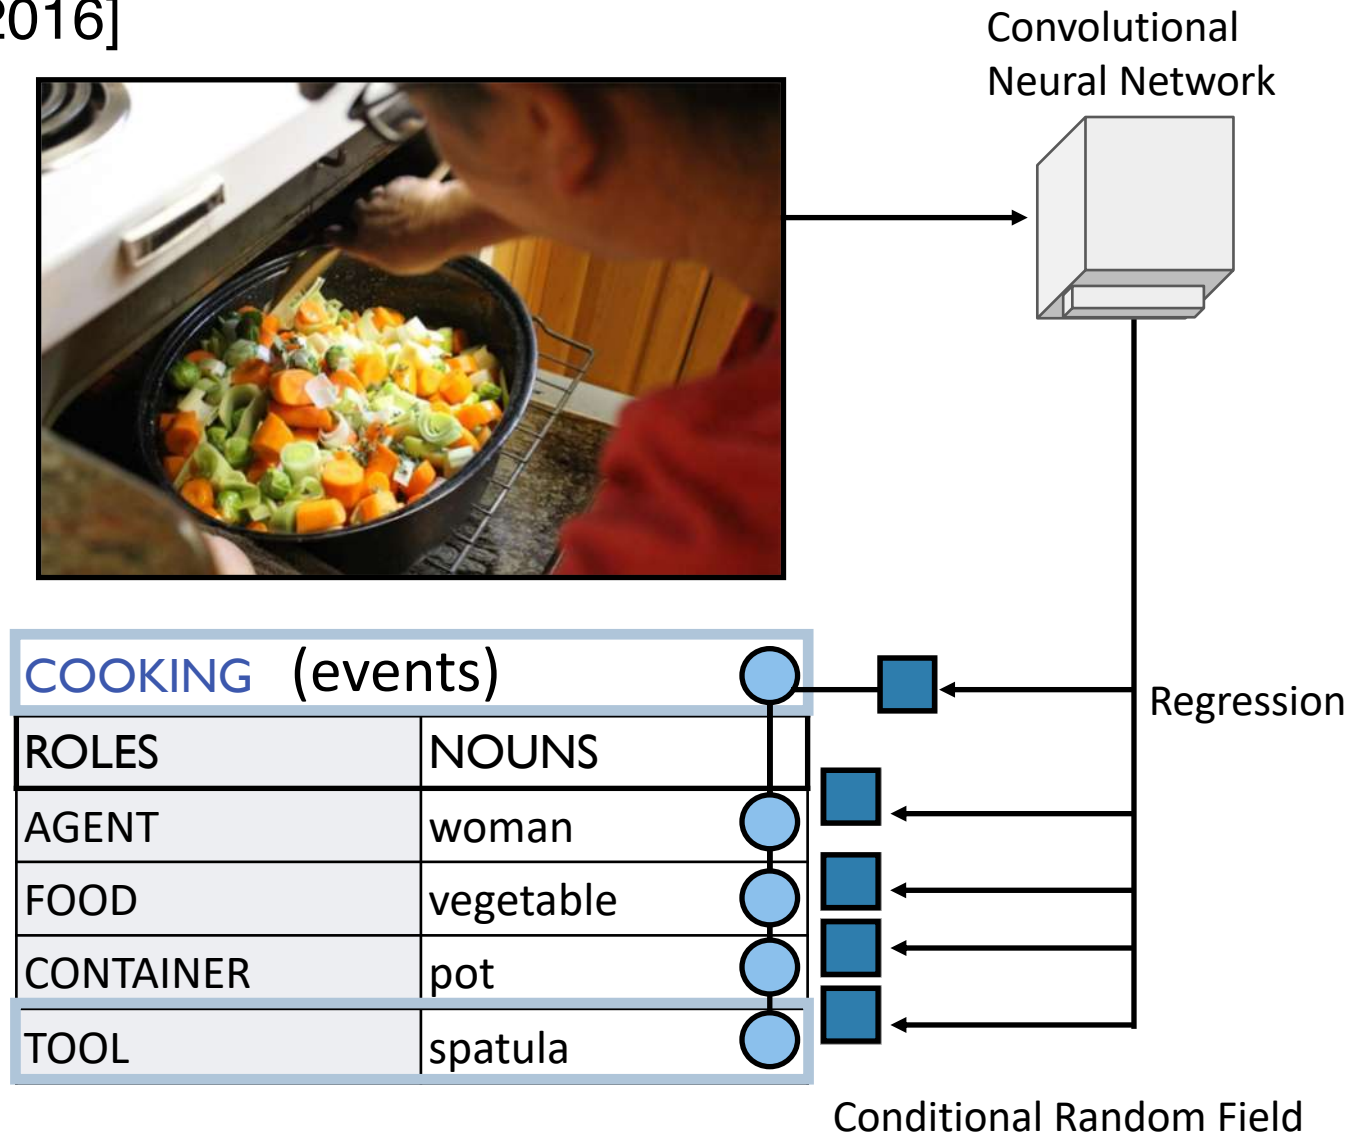 2016]
Convolutional
Neural Network
COOKING (events)
Regression
ROLES NOUNS
AGENT woman
FOOD vegetable
CONTAINER pot
TOOL spatula
Conditional Random Field